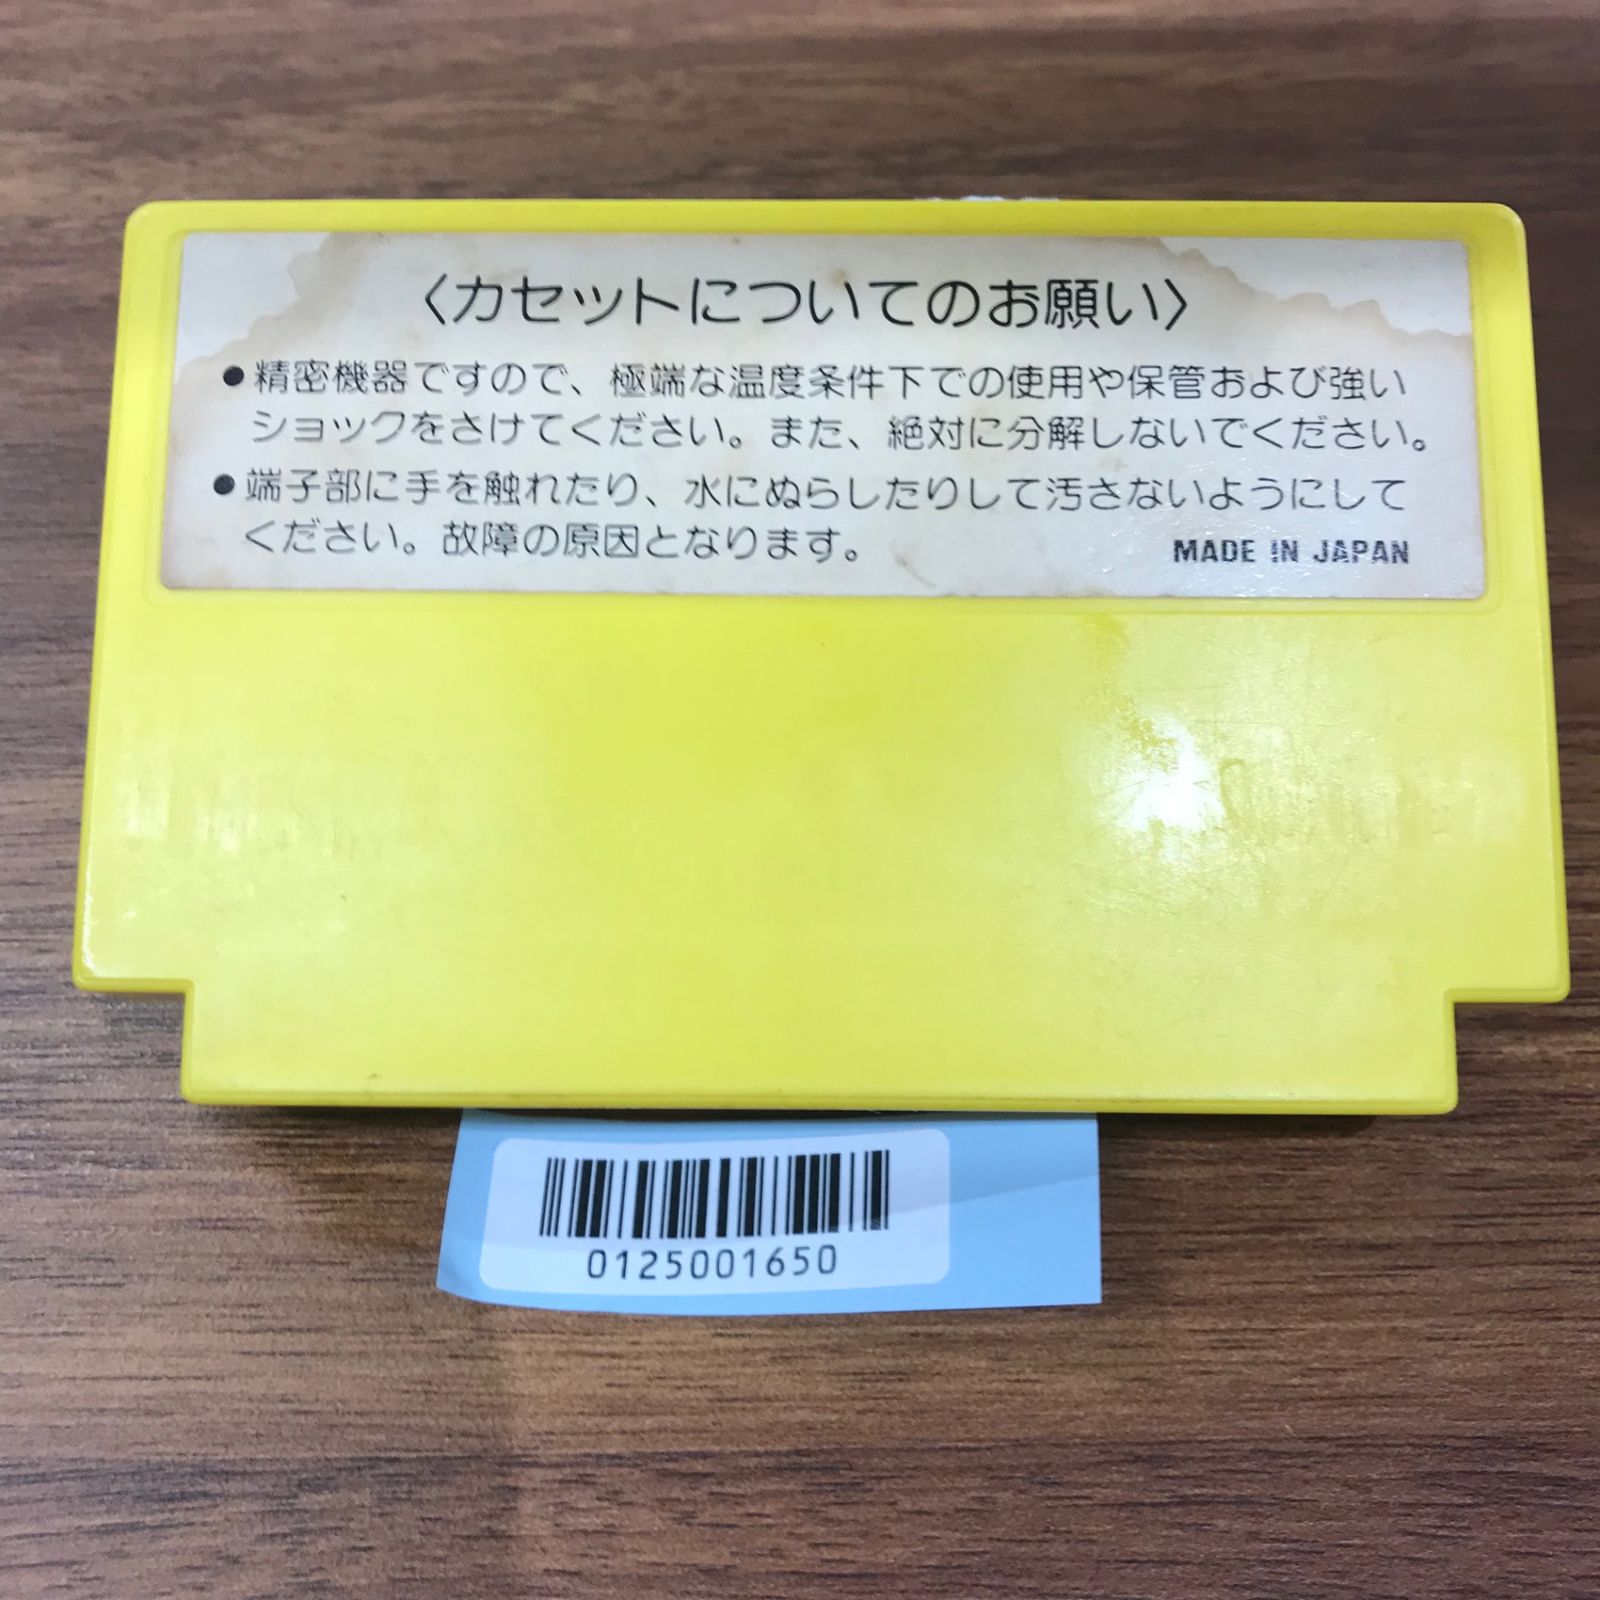 〈カセットについてのお願い〉
●精密機器ですので、極端な温度条件下での使用や保管および強い
ショックをさけてください。また、絶対に分解しないでください。
●端子部に手を触れたり、水にぬらしたりして汚さないようにして
ください。故障の原因となります。
MADE IN JAPAN
0125001650